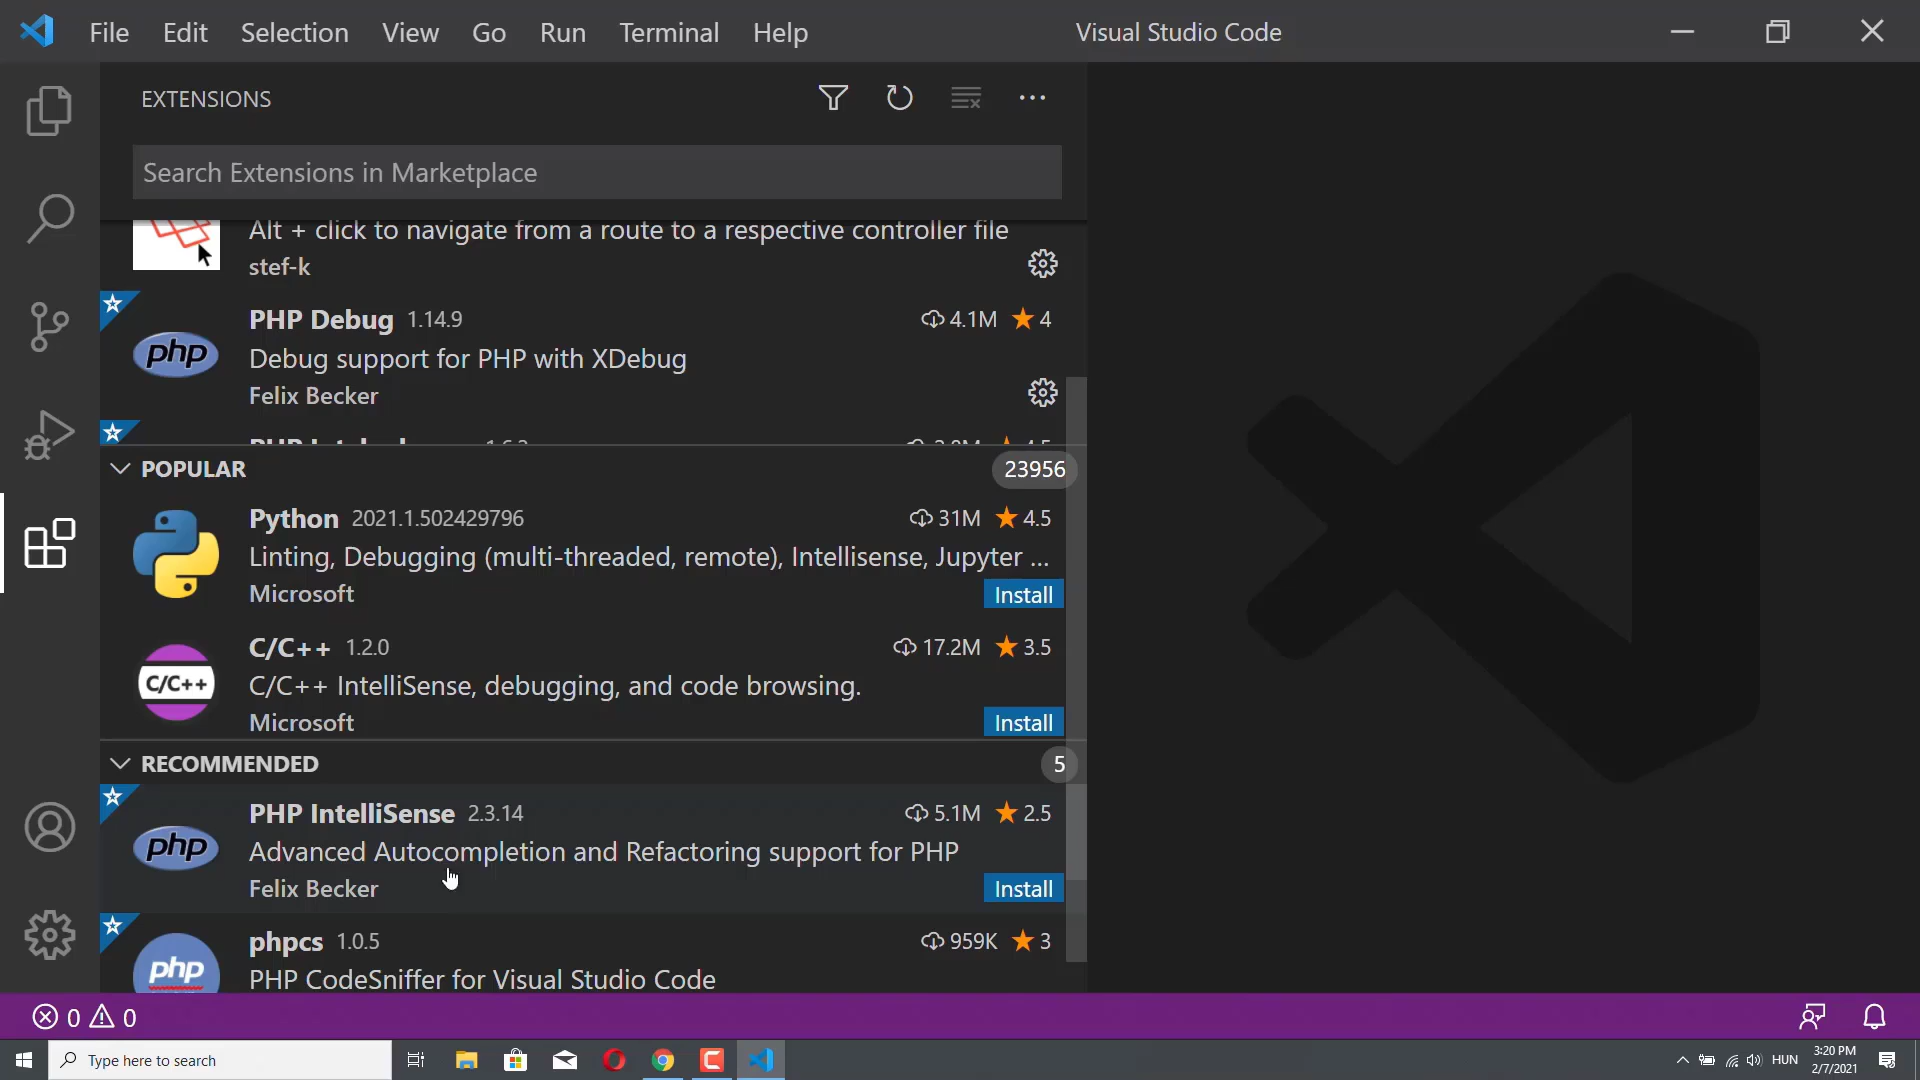 File Edit Selection View Go Run Terminal Help Visual Studio Code
EXTENSIONS
Search Extensions in Marketplace
Alt + click to navigate from a route to a respective controller file
stef-k
PHP Debug 1.14.9 4.1M 4
php
Debug support for PHP with XDebug
Felix Becker
POPULAR 23956
Python 2021.1.502429796 31M 4.5
Linting, Debugging (multi-threaded, remote), Intellisense, Jupyter ...
Microsoft Install
C/C++ 1.2.0 17.2M 3.5
C/C++
C/C++ IntelliSense, debugging, and code browsing.
Microsoft Install
RECOMMENDED 5
PHP IntelliSense 2.3.14 5.1M 2.5
php
Advanced Autocompletion and Refactoring support for PHP
Felix Becker Install
phpcs 1.0.5 959K 3
php
PHP CodeSniffer for Visual Studio Code
0 0
Type here to search HUN 3:20 PM
2/7/2021